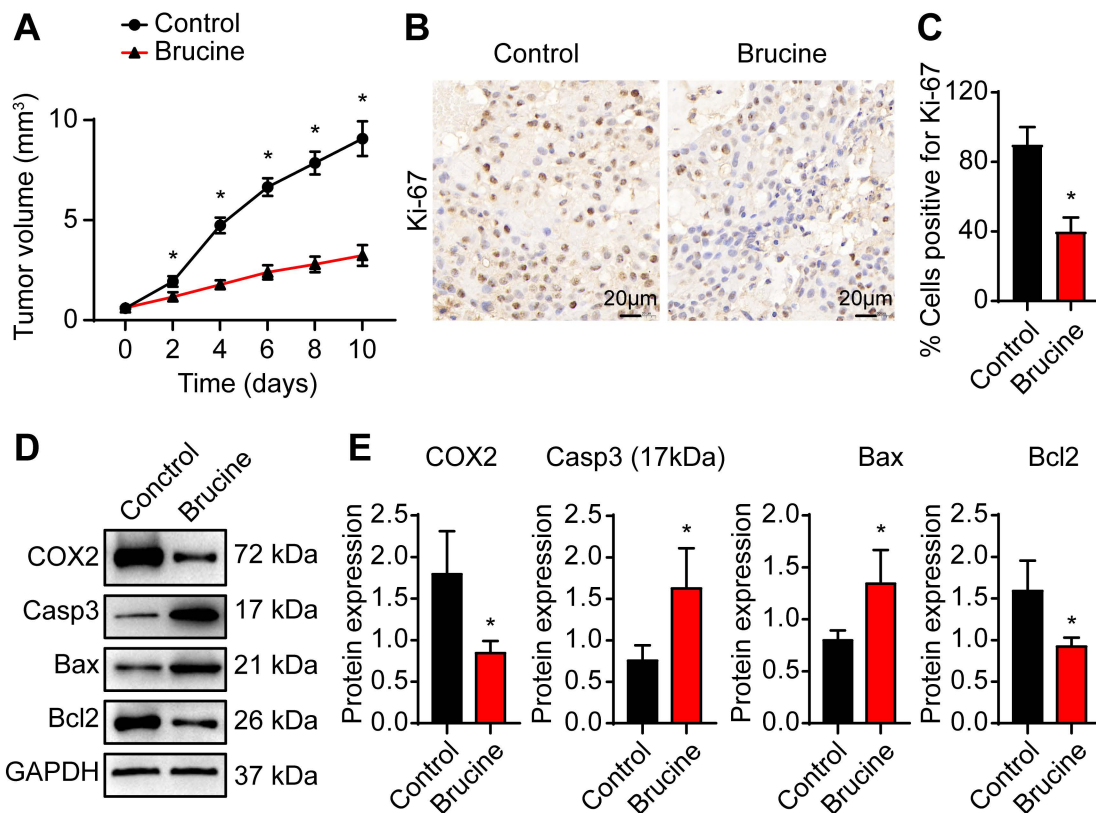 A
Control
Brucine
Tumor volume (mm³)
10
5
0
*
*
*
*
*
0 2 4 6 8 10
Time (days)
B
Control Brucine
Ki-67
20μm
20μm
C
% Cells positive for Ki-67
120
80
40
0
*
Control
Brucine
D
Conctrol
Brucine
COX2 72 kDa
Casp3 17 kDa
Bax 21 kDa
Bcl2 26 kDa
GAPDH 37 kDa
E
COX2
Protein expression
2.5
2.0
1.5
1.0
0.5
0.0
*
Control
Brucine
Casp3 (17kDa)
Protein expression
2.5
2.0
1.5
1.0
0.5
0.0
*
Control
Brucine
Bax
Protein expression
2.0
1.5
1.0
0.5
0.0
*
Control
Brucine
Bcl2
Protein expression
2.5
2.0
1.5
1.0
0.5
0.0
*
Control
Brucine